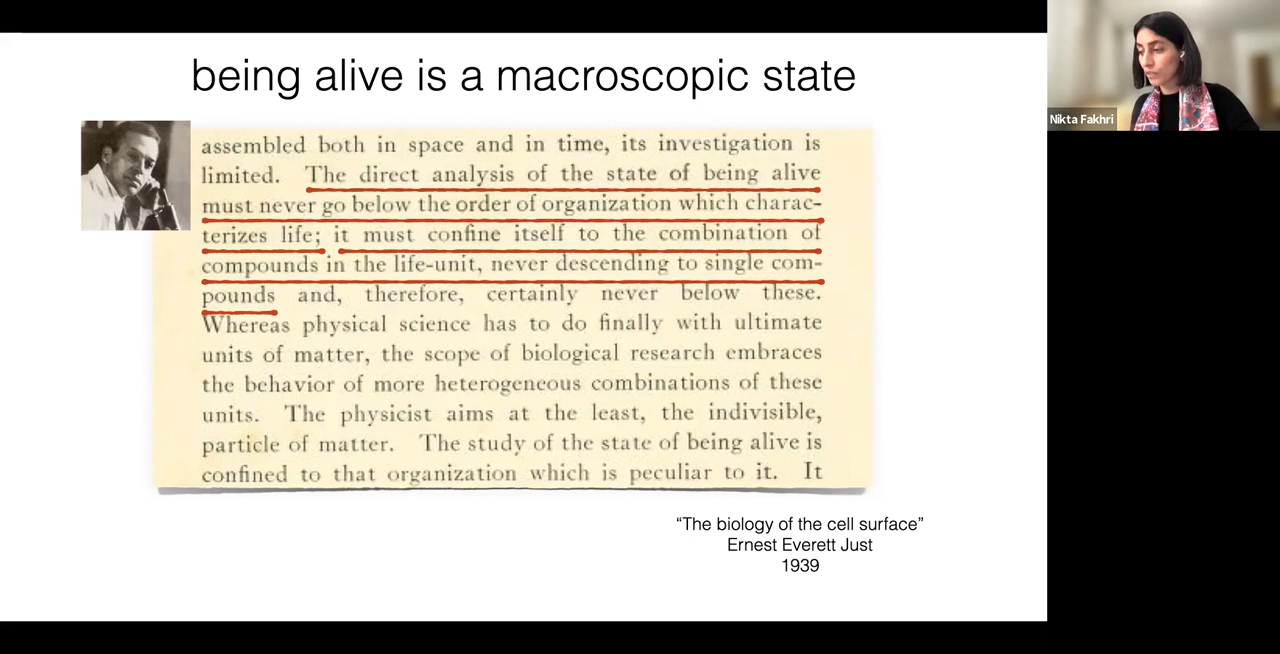 being alive is a macroscopic state
Nikta Fakhri
assembled both in space and in time, its investigation is
limited. The direct analysis of the state of being alive
must never go below the order of organization which charac-
terizes life; it must confine itself to the combination of
compounds in the life-unit, never descending to single com-
pounds and, therefore, certainly never below these.
Whereas physical science has to do finally with ultimate
units of matter, the scope of biological research embraces
the behavior of more heterogeneous combinations of these
units. The physicist aims at the least, the indivisible,
particle of matter. The study of the state of being alive is
confined to that organization which is peculiar to it. It
“The biology of the cell surface”
Ernest Everett Just
1939